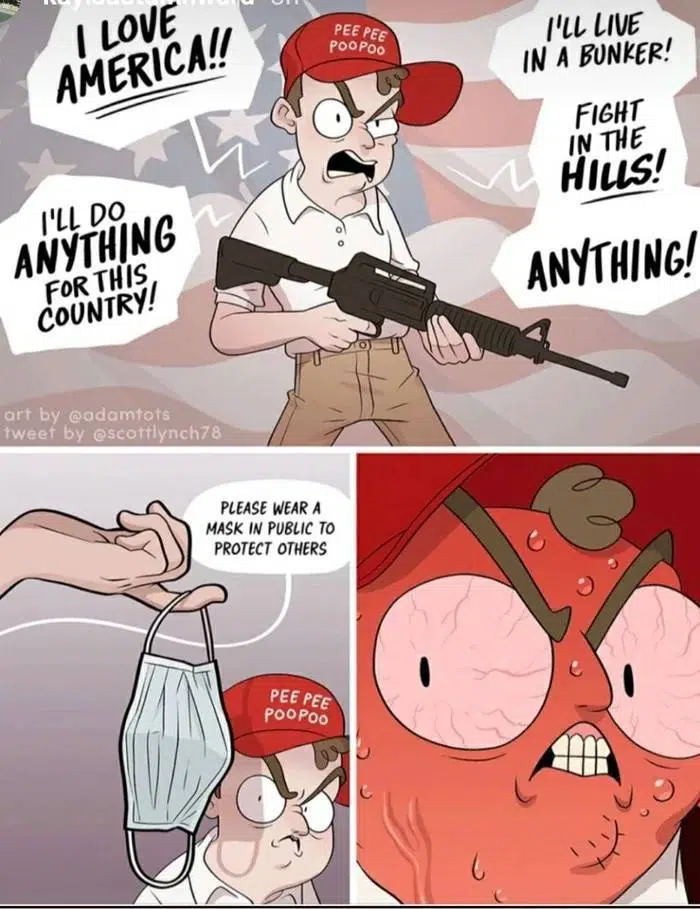 I LOVE
AMERICA!!
PEE PEE
POOPOO
I'LL LIVE
IN A BUNKER!
FIGHT
IN THE
HILLS!
I'LL DO
ANYTHING
FOR THIS
COUNTRY!
ANYTHING!
art by @adamtots
tweet by @scottlynch78
PLEASE WEAR A
MASK IN PUBLIC TO
PROTECT OTHERS
PEE PEE
POOPOO